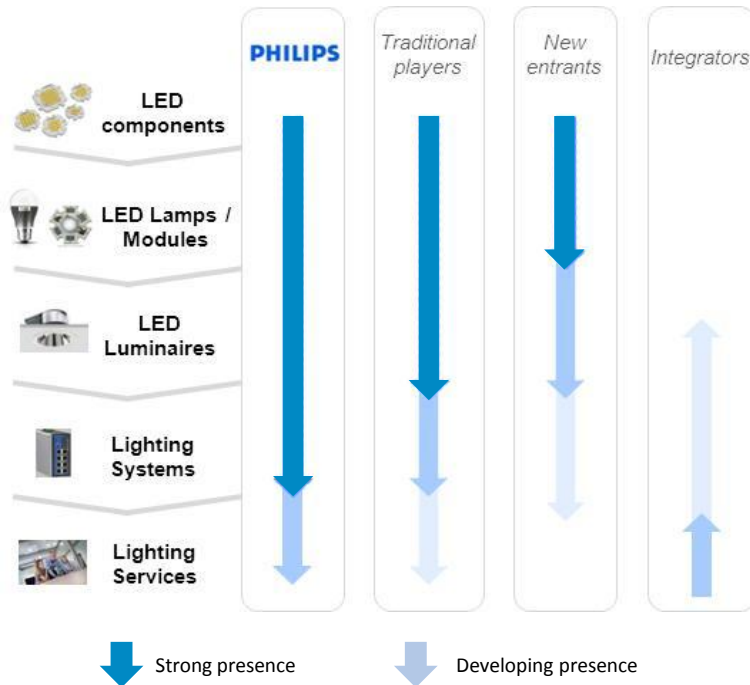 PHILIPS
Traditional
players
New
entrants
Integrators
LED
components
LED Lamps /
Modules
LED
Luminaires
Lighting
Systems
Lighting
Services
Strong presence
Developing presence